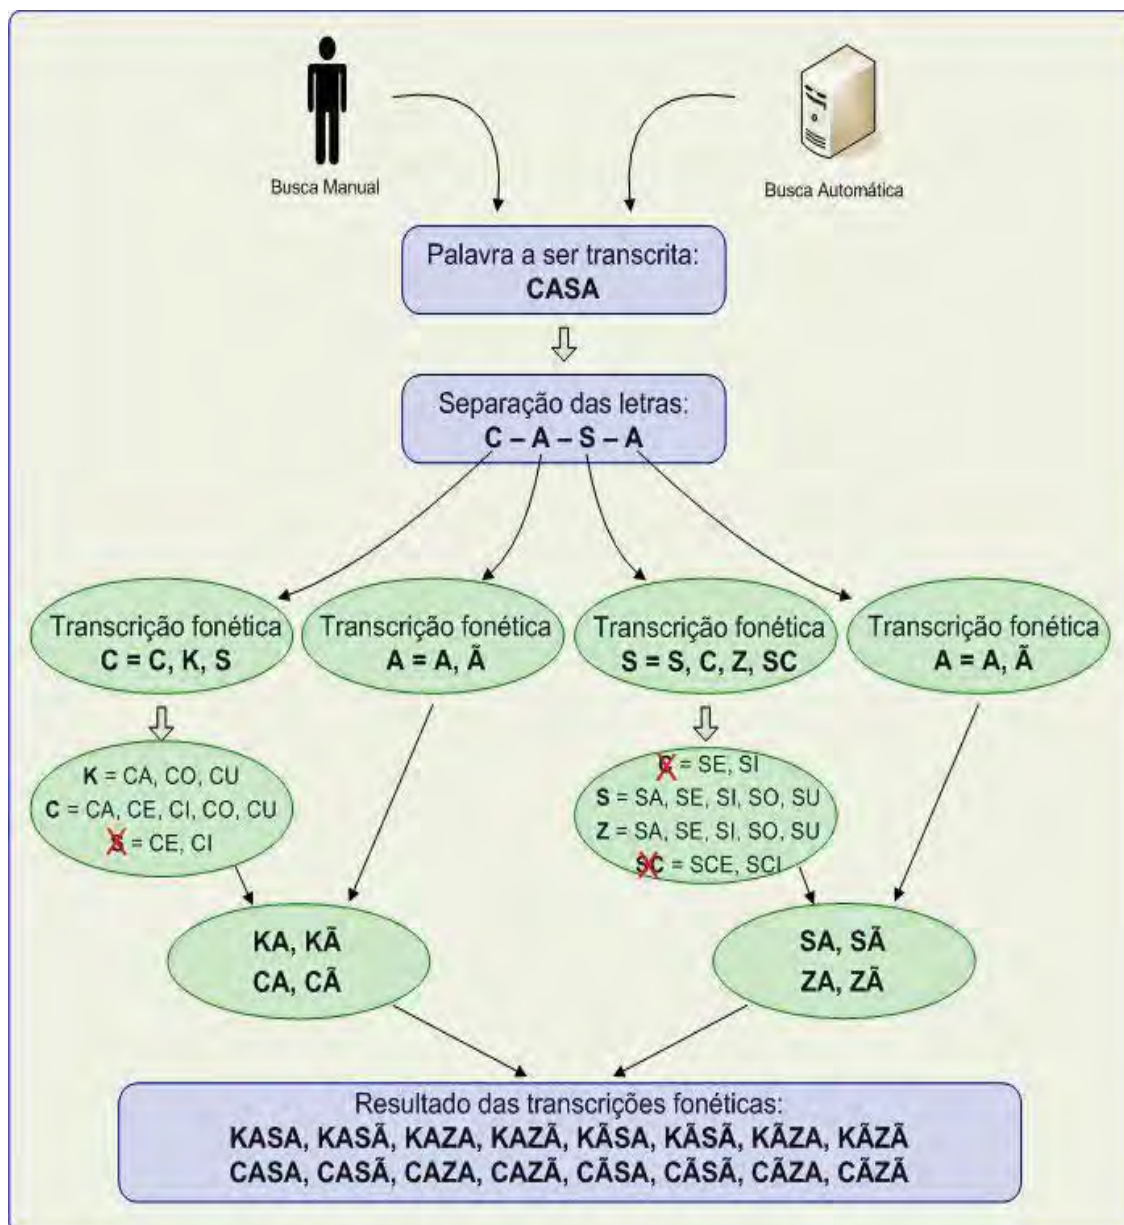 Busca Manual
Busca Automática
Palavra a ser transcrita:
CASA
Separação das letras:
C – A – S – A
Transcrição fonética
C = C, K, S
Transcrição fonética
A = A, Ã
Transcrição fonética
S = S, C, Z, SC
Transcrição fonética
A = A, Ã
K = CA, CO, CU
C = CA, CE, CI, CO, CU
S = CE, CI
C = SE, SI
S = SA, SE, SI, SO, SU
Z = SA, SE, SI, SO, SU
SC = SCE, SCI
KA, KÃ
CA, CÃ
SA, SÃ
ZA, ZÃ
Resultado das transcrições fonéticas:
KASA, KASÃ, KAZA, KAZÃ, KÃSA, KÃSÃ, KÃZA, KÃZÃ
CASA, CASÃ, CAZA, CAZÃ, CÃSA, CÃSÃ, CÃZA, CÃZÃ